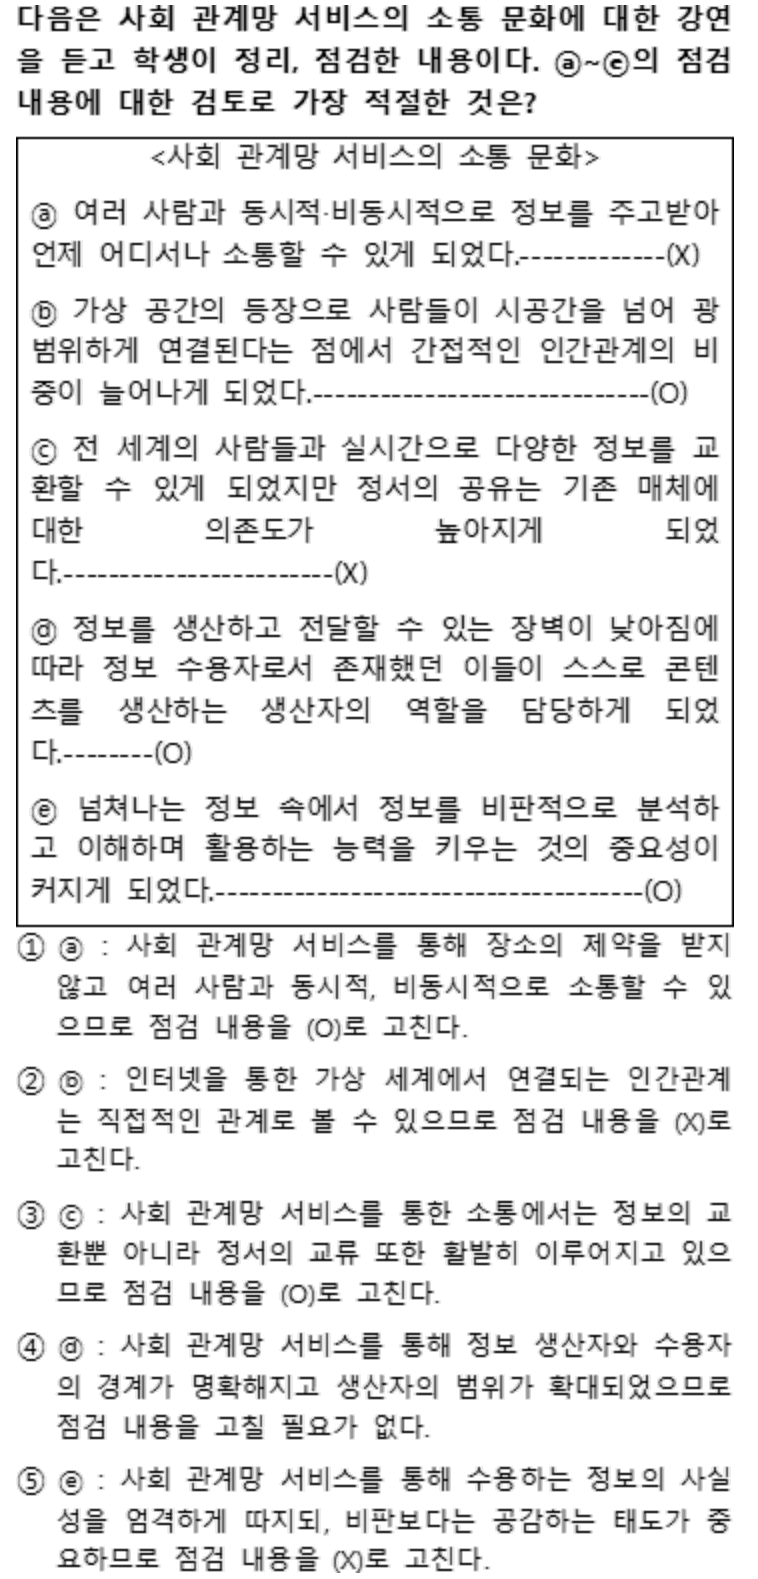 다음은 사회 관계망 서비스의 소통 문화에 대한 강연
을 듣고 학생이 정리, 점검한 내용이다. ⓐ~ⓔ의 점검
내용에 대한 검토로 가장 적절한 것은?
<사회 관계망 서비스의 소통 문화>
ⓐ 여러 사람과 동시적·비동시적으로 정보를 주고받아
언제 어디서나 소통할 수 있게 되었다.-------------(X)
ⓑ 가상 공간의 등장으로 사람들이 시공간을 넘어 광
범위하게 연결된다는 점에서 간접적인 인간관계의 비
중이 늘어나게 되었다.------------------------------(O)
ⓒ 전 세계의 사람들과 실시간으로 다양한 정보를 교
환할 수 있게 되었지만 정서의 공유는 기존 매체에
대한 의존도가 높아지게 되었
다.------------------------(X)
ⓓ 정보를 생산하고 전달할 수 있는 장벽이 낮아짐에
따라 정보 수용자로서 존재했던 이들이 스스로 콘텐
츠를 생산하는 생산자의 역할을 담당하게 되었
다.--------(O)
ⓔ 넘쳐나는 정보 속에서 정보를 비판적으로 분석하
고 이해하며 활용하는 능력을 키우는 것의 중요성이
커지게 되었다.--------------------------------------(O)
① ⓐ : 사회 관계망 서비스를 통해 장소의 제약을 받지
않고 여러 사람과 동시적, 비동시적으로 소통할 수 있
으므로 점검 내용을 (O)로 고친다.
② ⓑ : 인터넷을 통한 가상 세계에서 연결되는 인간관계
는 직접적인 관계로 볼 수 있으므로 점검 내용을 (X)로
고친다.
③ ⓒ : 사회 관계망 서비스를 통한 소통에서는 정보의 교
환뿐 아니라 정서의 교류 또한 활발히 이루어지고 있으
므로 점검 내용을 (O)로 고친다.
④ ⓓ : 사회 관계망 서비스를 통해 정보 생산자와 수용자
의 경계가 명확해지고 생산자의 범위가 확대되었으므로
점검 내용을 고칠 필요가 없다.
⑤ ⓔ : 사회 관계망 서비스를 통해 수용하는 정보의 사실
성을 엄격하게 따지되, 비판보다는 공감하는 태도가 중
요하므로 점검 내용을 (X)로 고친다.